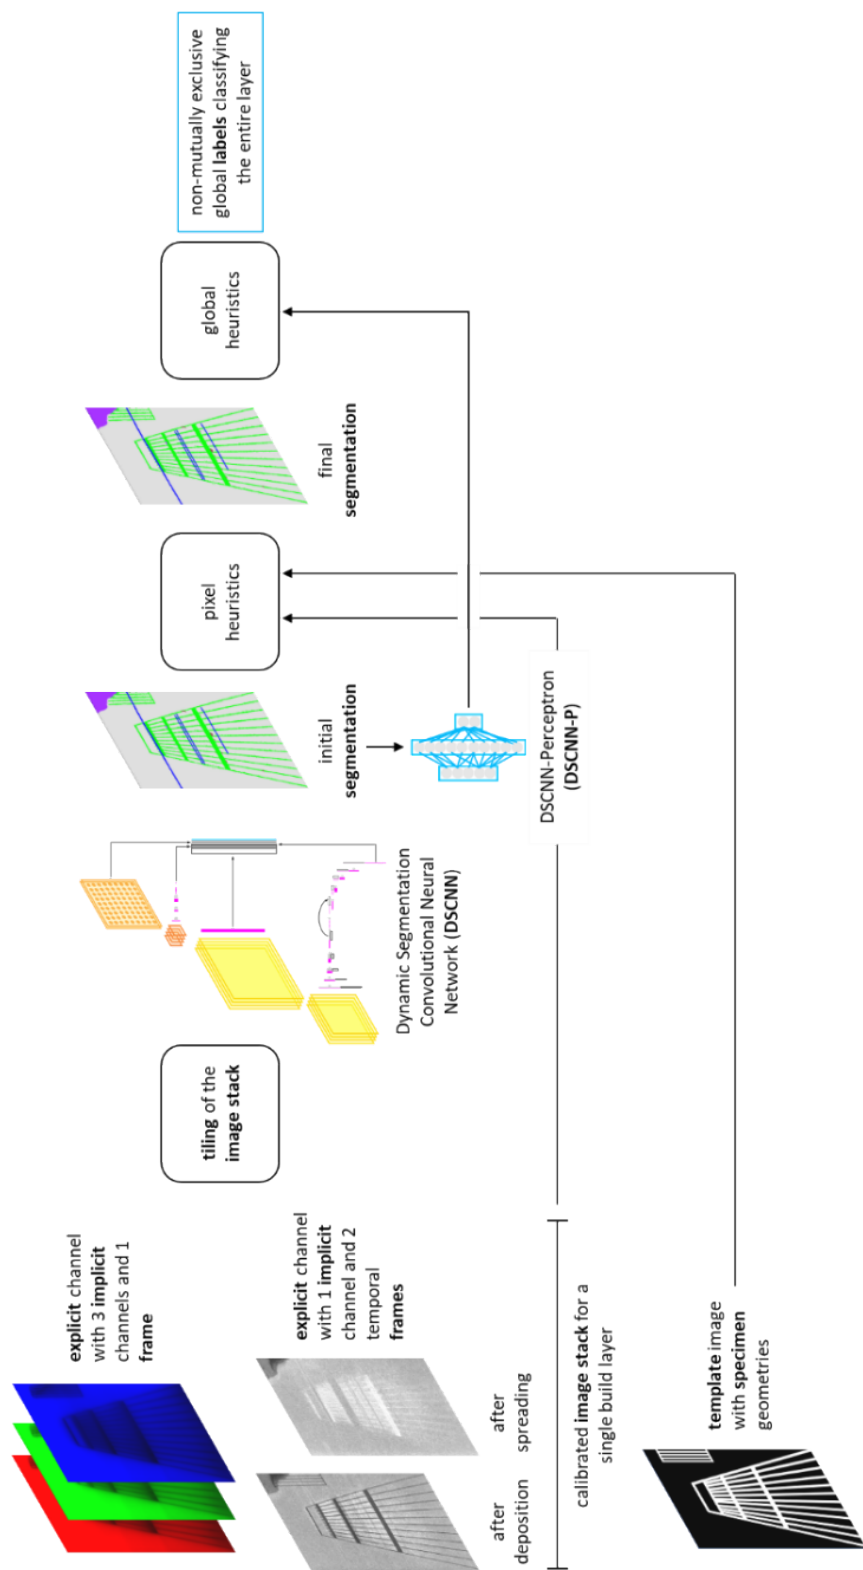 explicit channel
with 3 implicit
channels and 1
frame
explicit channel
with 1 implicit
channel and 2
temporal
frames
after
deposition
after
spreading
calibrated image stack for a
single build layer
template image
with specimen
geometries
tiling of the
image stack
Dynamic Segmentation
Convolutional Neural
Network (DSCNN)
initial
segmentation
DSCNN-Perceptron
(DSCNN-P)
pixel
heuristics
final
segmentation
global
heuristics
non-mutually exclusive
global labels classifying
the entire layer